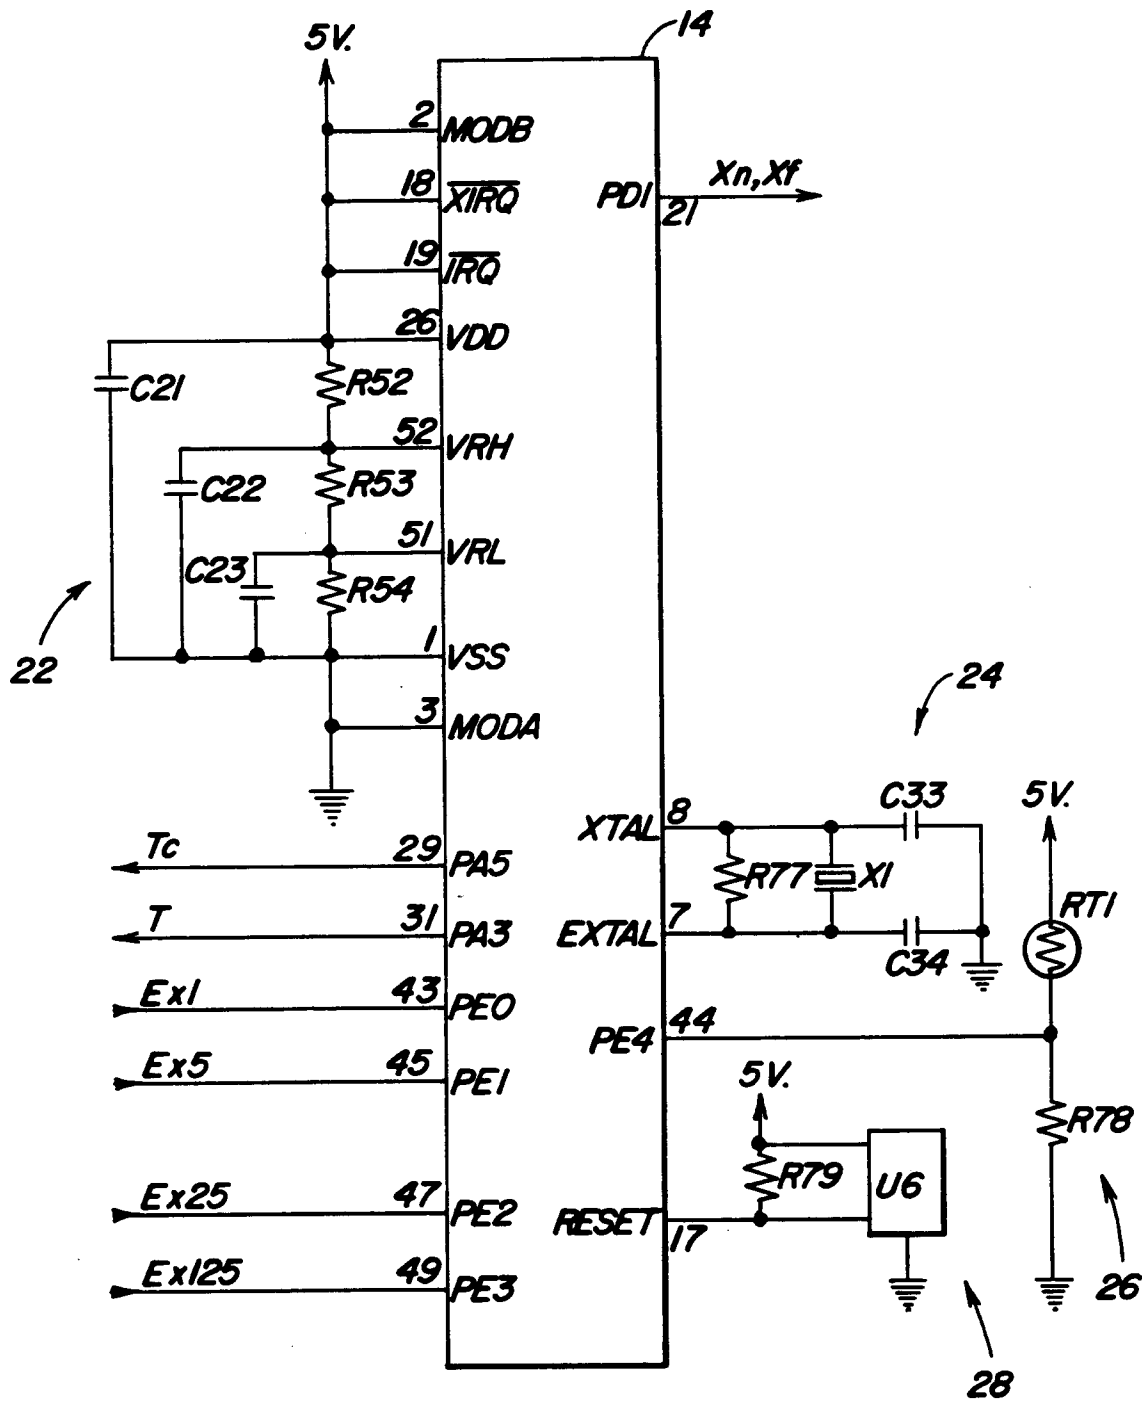 14
5V.
2 MODB
18 XIRQ
PD1 21 Xn, Xf
19 IRQ
26 VDD
C21
R52
52 VRH
C22
R53
51 VRL
C23
R54
1 VSS
22
3 MODA
24
XTAL 8
C33
5V.
Tc 29 PA5
R77
X1
RT1
T 31 PA3
EXTAL 7
C34
Ex1 43 PE0
PE4 44
Ex5 45 PE1
5V.
R78
R79
U6
Ex25 47 PE2
RESET 17
Ex125 49 PE3
26
28